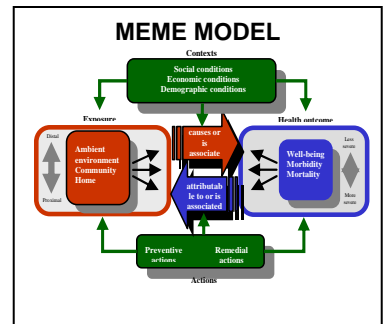 MEME MODEL
Contexts
Social conditions
Economic conditions
Demographic conditions
Exposure
Health outcome
Distal
Proximal
Ambient
environment
Community
Home
causes or
is
associate
attributab
le to or is
associated
Well-being
Morbidity
Mortality
Less
severe
More
severe
Preventive
actions
Remedial
actions
Actions